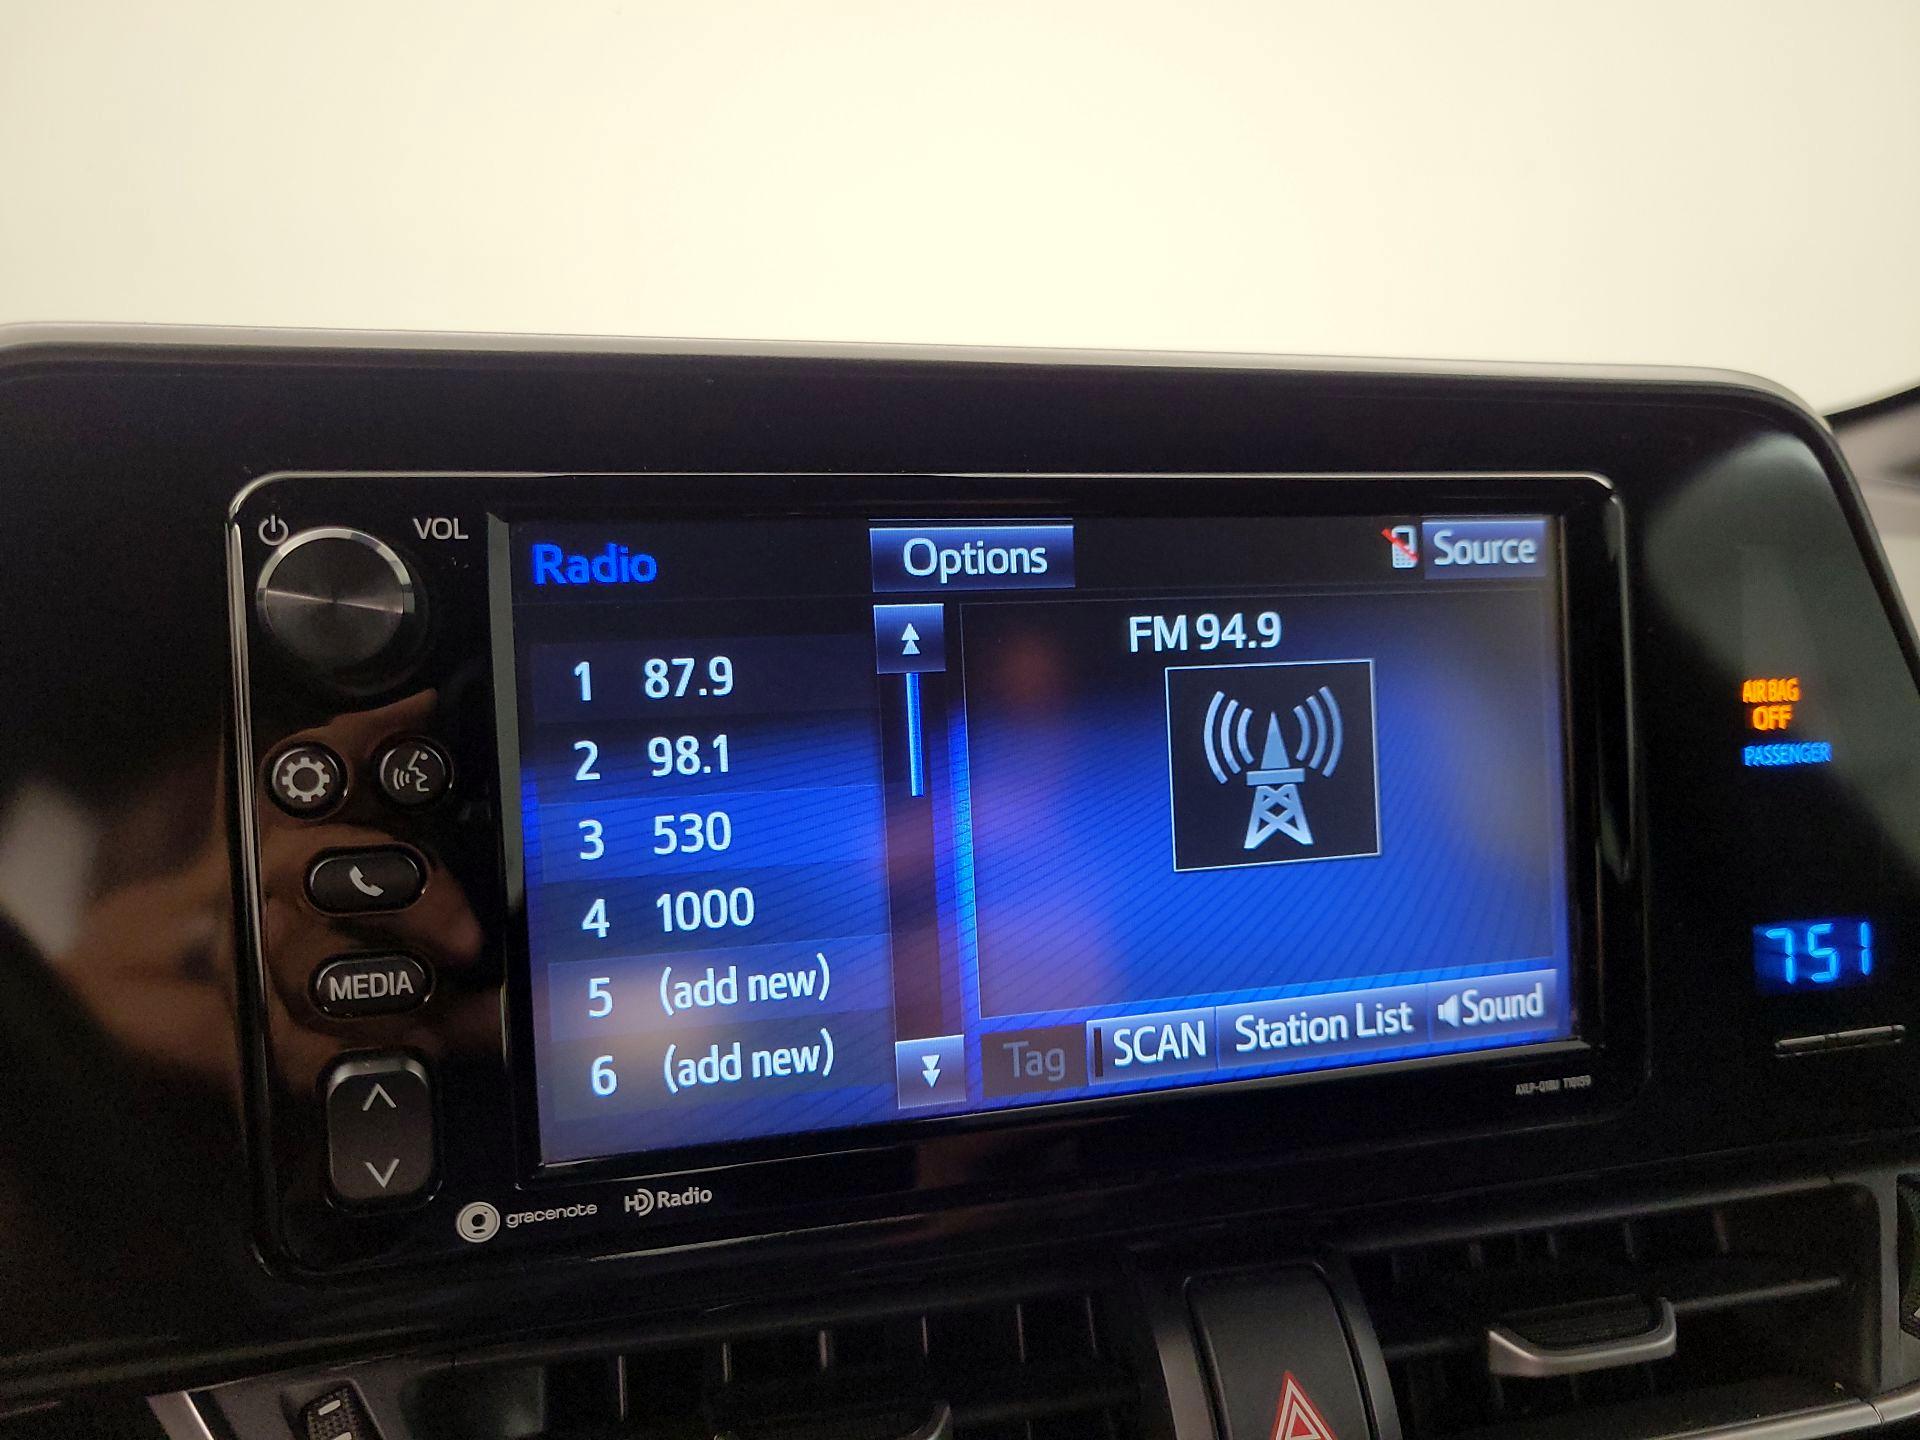 VOL
Radio
Options
Source
FM 94.9
1 87.9
2 98.1
3 530
4 1000
5 (add new)
6 (add new)
Tag
SCAN
Station List
Sound
MEDIA
gracenote
HD Radio
AIR BAG
OFF
PASSENGER
7:51